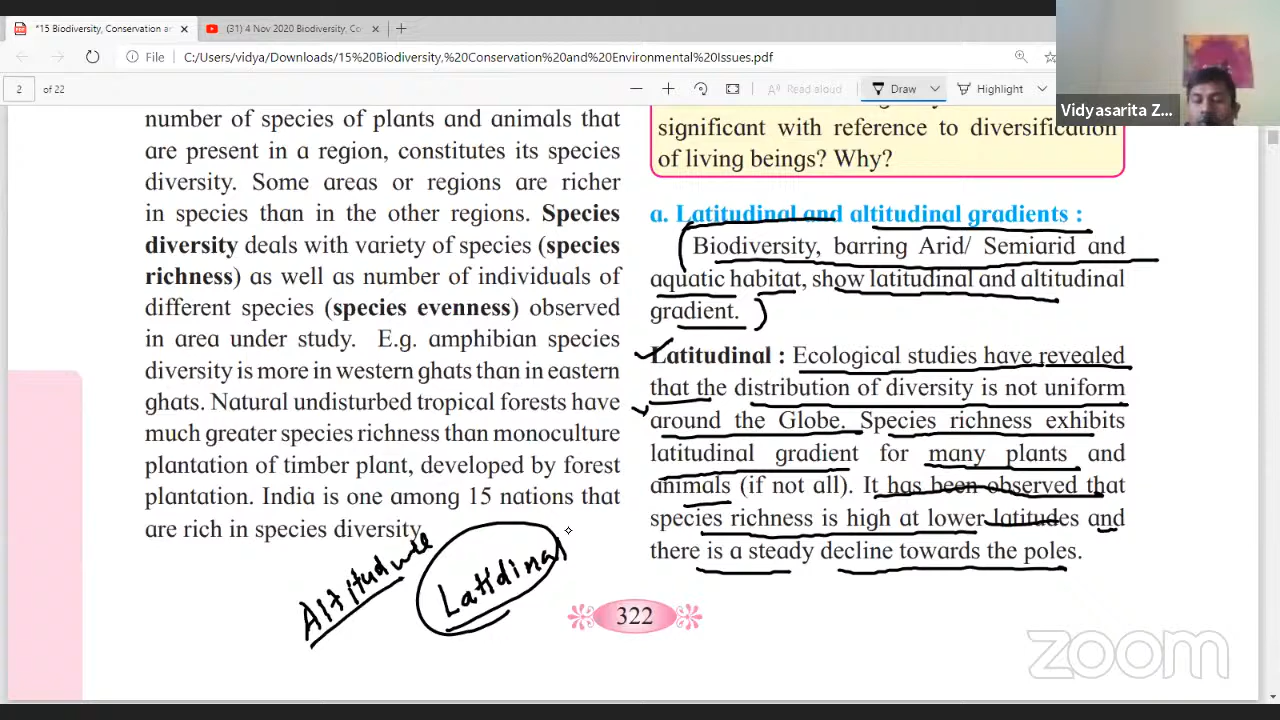 *15 Biodiversity, Conservation ar
(31) 4 Nov 2020 Biodiversity, Co
File
C:/Users/vidya/Downloads/15%20Biodiversity,%20Conservation%20and%20Environmental%20Issues.pdf
2 of 22
Read aloud
Draw
Highlight
Vidyasarita Z...
number of species of plants and animals that
are present in a region, constitutes its species
diversity. Some areas or regions are richer
in species than in the other regions. Species
diversity deals with variety of species (species
richness) as well as number of individuals of
different species (species evenness) observed
in area under study. E.g. amphibian species
diversity is more in western ghats than in eastern
ghats. Natural undisturbed tropical forests have
much greater species richness than monoculture
plantation of timber plant, developed by forest
plantation. India is one among 15 nations that
are rich in species diversity.
Altitudule
Latidinal
significant with reference to diversification
of living beings? Why?
a. Latitudinal and altitudinal gradients :
Biodiversity, barring Arid/ Semiarid and
aquatic habitat, show latitudinal and altitudinal
gradient.
Latitudinal : Ecological studies have revealed
that the distribution of diversity is not uniform
around the Globe. Species richness exhibits
latitudinal gradient for many plants and
animals (if not all). It has been observed that
species richness is high at lower latitudes and
there is a steady decline towards the poles.
322
zoom